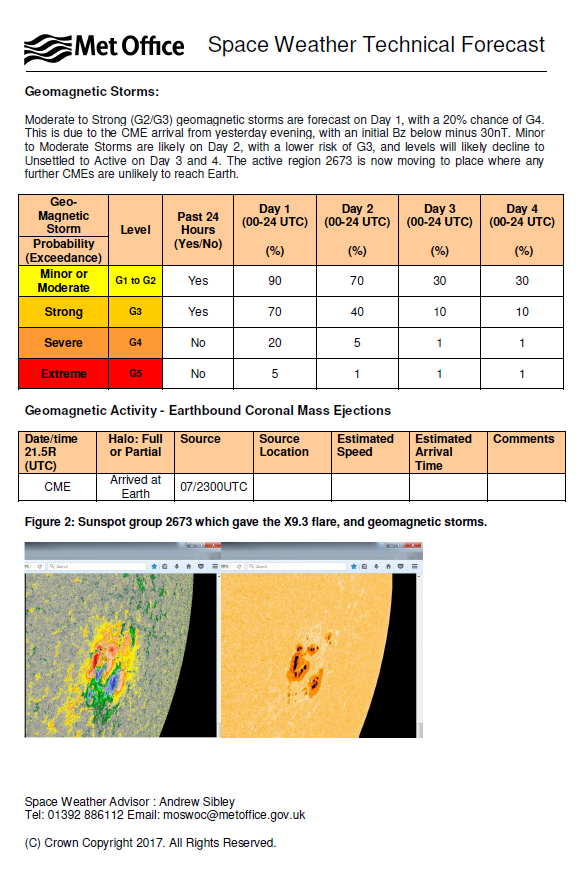 Met Office Space Weather Technical Forecast
Geomagnetic Storms:
Moderate to Strong (G2/G3) geomagnetic storms are forecast on Day 1, with a 20% chance of G4.
This is due to the CME arrival from yesterday evening, with an initial Bz below minus 30nT. Minor
to Moderate Storms are likely on Day 2, with a lower risk of G3, and levels will likely decline to
Unsettled to Active on Day 3 and 4. The active region 2673 is now moving to place where any
further CMEs are unlikely to reach Earth.
Geo-
Magnetic
Storm
Probability
(Exceedance)
Level
Past 24
Hours
(Yes/No)
Day 1
(00-24 UTC)
(%)
Day 2
(00-24 UTC)
(%)
Day 3
(00-24 UTC)
(%)
Day 4
(00-24 UTC)
(%)
Minor or
Moderate
G1 to G2 Yes 90 70 30 30
Strong G3 Yes 70 40 10 10
Severe G4 No 20 5 1 1
Extreme G5 No 5 1 1 1
Geomagnetic Activity - Earthbound Coronal Mass Ejections
Date/time
21.5R
(UTC)
Halo: Full
or Partial
Source
Source
Location
Estimated
Speed
Estimated
Arrival
Time
Comments
CME
Arrived at
Earth
07/2300UTC
Figure 2: Sunspot group 2673 which gave the X9.3 flare, and geomagnetic storms.
Search
Search
Space Weather Advisor : Andrew Sibley
Tel: 01392 886112 Email: moswoc@metoffice.gov.uk
(C) Crown Copyright 2017. All Rights Reserved.